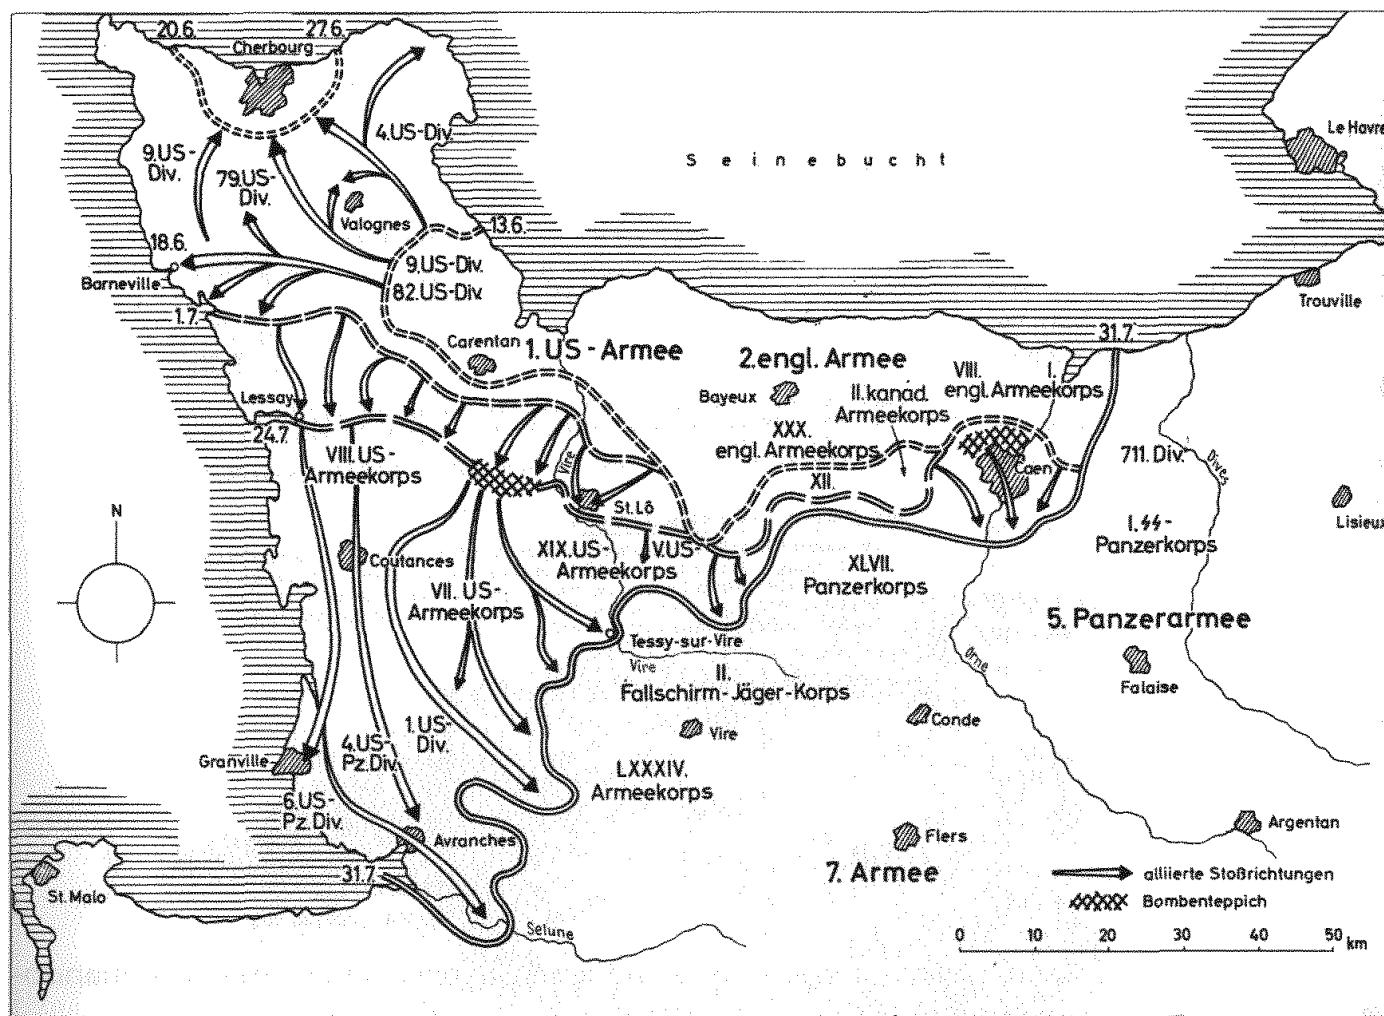 20.6.
27.6.
Cherbourg
Le Havre
4.US-Div.
9.US-
Div.
79.US-
Div.
Seinebucht
Valognes
13.6.
18.6.
9.US-Div.
82.US-Div.
Barneville
Trouville
1.7.
31.7.
Carentan
1.US-Armee
2.engl. Armee
VIII.
engl. Armeekorps
I.
Bayeux
II.kanad.
Armeekorps
Lessay
24.7.
XXX.
engl. Armeekorps
VIII.US-
Armeekorps
Vire
Caen
711. Div.
Dives
XII.
St. Lô
Lisieux
I.ϟϟ-
Panzerkorps
XIX.US-
Armeekorps
V.US-
N
Coutances
XLVII.
Panzerkorps
VII. US-
Armeekorps
5. Panzerarmee
Tessy-sur-Vire
Vire
Orne
II.
Fallschirm-Jäger-Korps
Falaise
Conde
Vire
1.US-
Div.
4.US-
Pz.Div.
Granville
LXXXIV.
Armeekorps
6.US-
Pz.Div.
Avranches
Flers
Argentan
7. Armee
31.7.
St. Malo
Selune
alliierte Stoßrichtungen
Bombenteppich
0 10 20 30 40 50 km